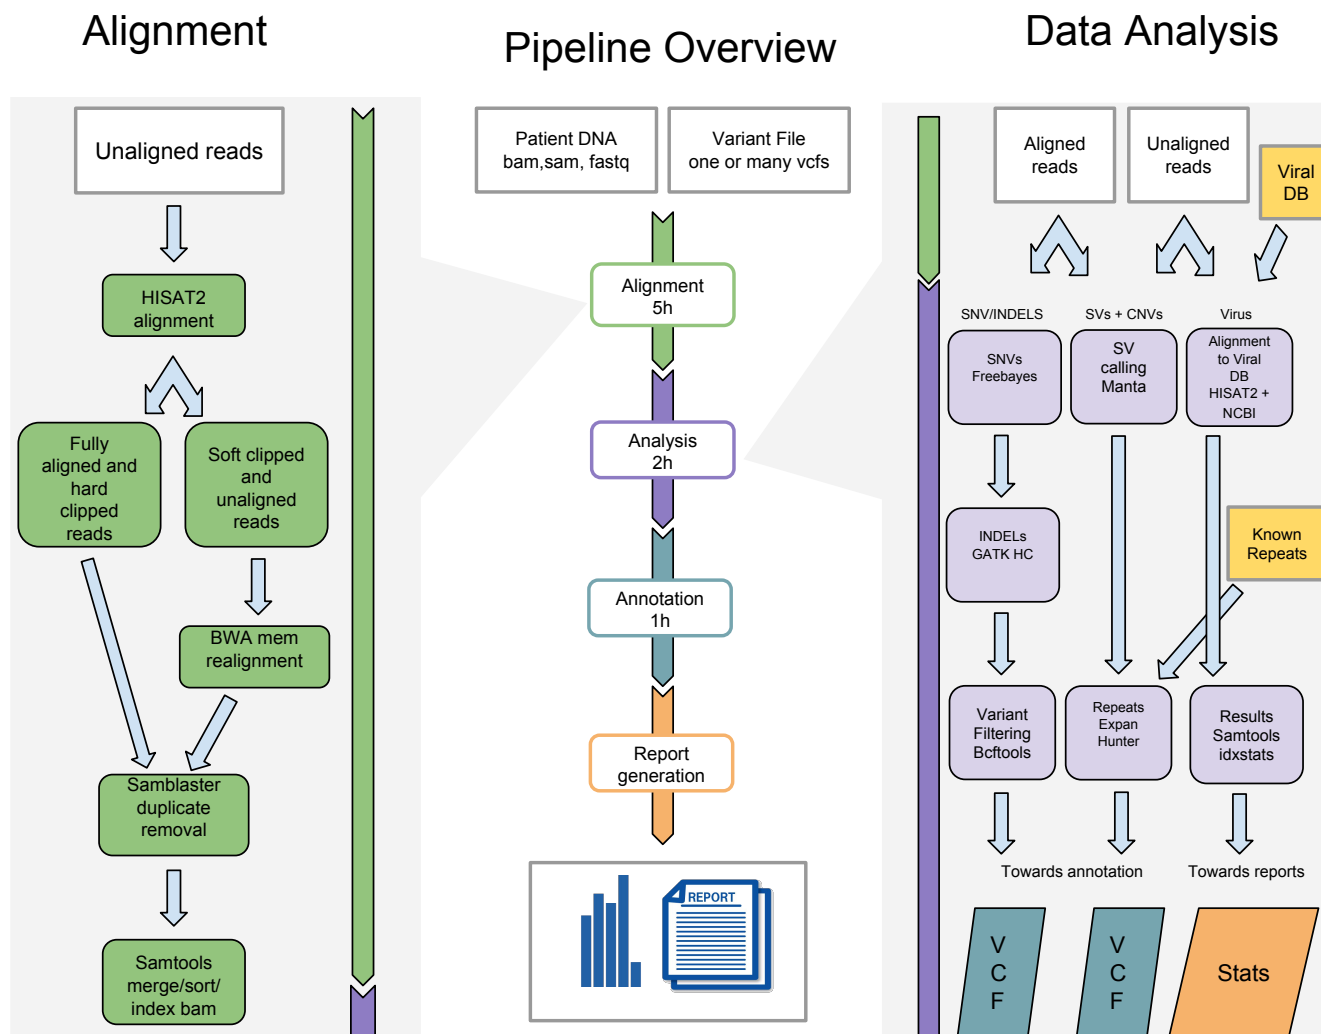 Alignment
Pipeline Overview
Data Analysis
Unaligned reads
HISAT2
alignment
Fully
aligned and
hard
clipped
reads
Soft clipped
and
unaligned
reads
BWA mem
realignment
Samblaster
duplicate
removal
Samtools
merge/sort/
index bam
Patient DNA
bam,sam, fastq
Variant File
one or many vcfs
Alignment
5h
Analysis
2h
Annotation
1h
Report
generation
REPORT
Aligned
reads
Unaligned
reads
Viral
DB
SNV/INDELS
SVs + CNVs
Virus
SNVs
Freebayes
SV
calling
Manta
Alignment
to Viral
DB
HISAT2 +
NCBI
INDELs
GATK HC
Known
Repeats
Variant
Filtering
Bcftools
Repeats
Expan
Hunter
Results
Samtools
idxstats
Towards annotation
Towards reports
V
C
F
V
C
F
Stats